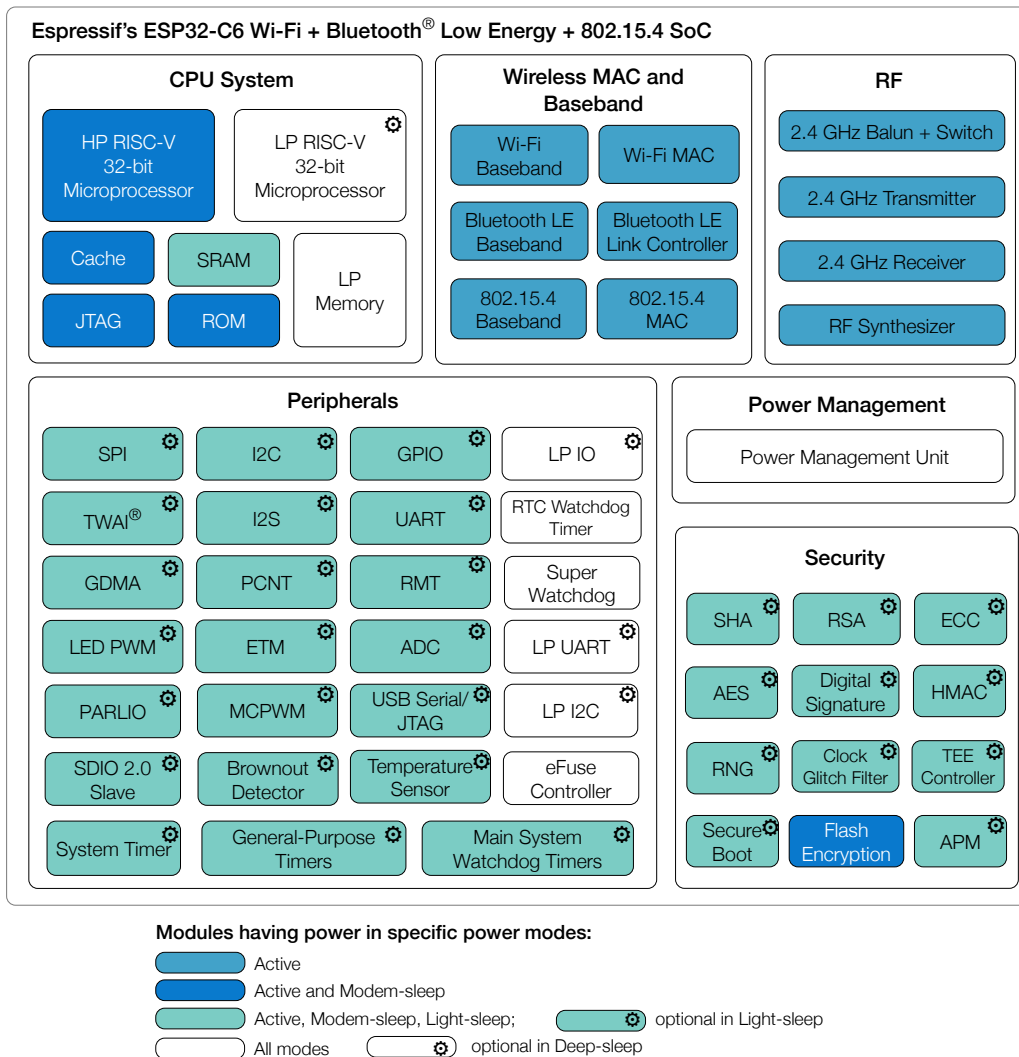 Espressif's ESP32-C6 Wi-Fi + Bluetooth® Low Energy + 802.15.4 SoC
CPU System
HP RISC-V
32-bit
Microprocessor
LP RISC-V
32-bit
Microprocessor
Cache
SRAM
LP
Memory
JTAG
ROM
Wireless MAC and
Baseband
Wi-Fi
Baseband
Wi-Fi MAC
Bluetooth LE
Baseband
Bluetooth LE
Link Controller
802.15.4
Baseband
802.15.4
MAC
RF
2.4 GHz Balun + Switch
2.4 GHz Transmitter
2.4 GHz Receiver
RF Synthesizer
Peripherals
SPI
I2C
GPIO
LP IO
TWAI®
I2S
UART
RTC Watchdog
Timer
GDMA
PCNT
RMT
Super
Watchdog
LED PWM
ETM
ADC
LP UART
PARLIO
MCPWM
USB Serial/
JTAG
LP I2C
SDIO 2.0
Slave
Brownout
Detector
Temperature
Sensor
eFuse
Controller
System Timer
General-Purpose
Timers
Main System
Watchdog Timers
Power Management
Power Management Unit
Security
SHA
RSA
ECC
AES
Digital
Signature
HMAC
RNG
Clock
Glitch Filter
TEE
Controller
Secure
Boot
Flash
Encryption
APM
Modules having power in specific power modes:
Active
Active and Modem-sleep
Active, Modem-sleep, Light-sleep;
optional in Light-sleep
All modes
optional in Deep-sleep